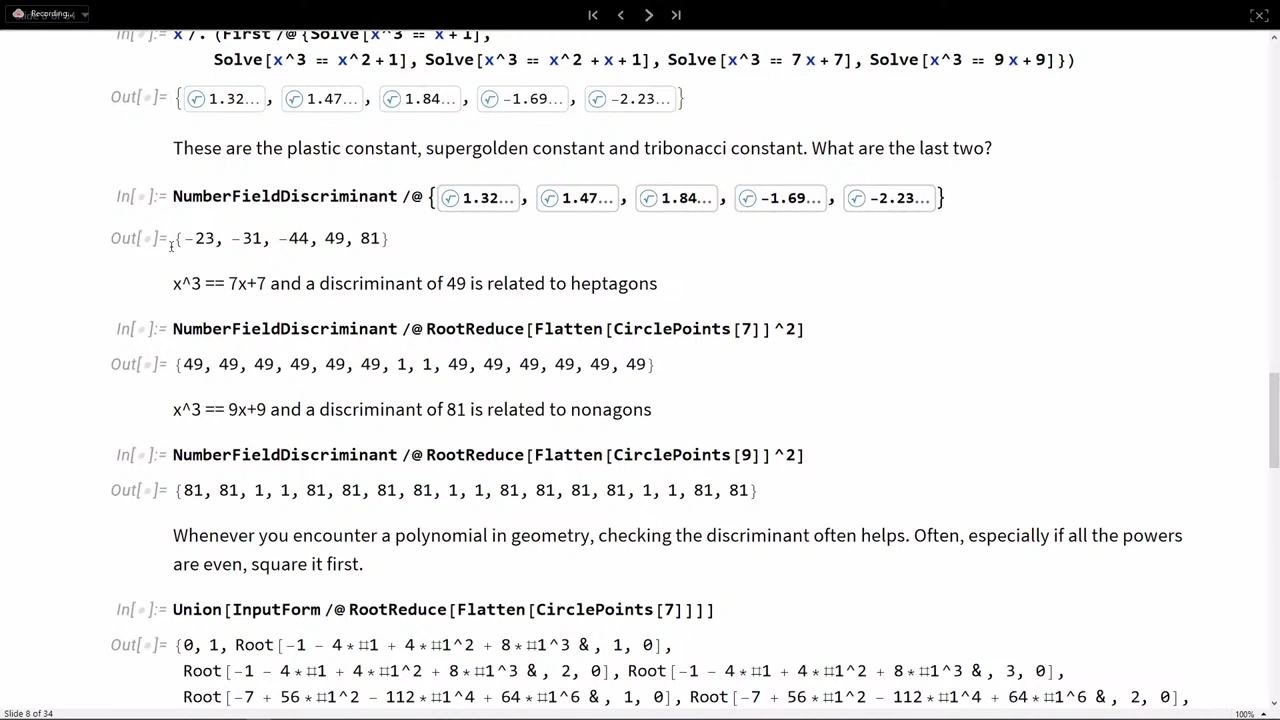 Recording...
Slide 8 of 34
In[ ]:= x /. (First /@ {Solve[x^3 == x+1],
Solve[x^3 == x^2+1], Solve[x^3 == x^2 + x+1], Solve[x^3 == 7 x+7], Solve[x^3 == 9 x+9]})
Out[ ]= {1.32..., 1.47..., 1.84..., -1.69..., -2.23...}
These are the plastic constant, supergolden constant and tribonacci constant. What are the last two?
In[ ]:= NumberFieldDiscriminant /@ {1.32..., 1.47..., 1.84..., -1.69..., -2.23...}
Out[ ]= {-23, -31, -44, 49, 81}
x^3 == 7x+7 and a discriminant of 49 is related to heptagons
In[ ]:= NumberFieldDiscriminant /@ RootReduce[Flatten[CirclePoints[7]]^2]
Out[ ]= {49, 49, 49, 49, 49, 49, 1, 1, 49, 49, 49, 49, 49, 49}
x^3 == 9x+9 and a discriminant of 81 is related to nonagons
In[ ]:= NumberFieldDiscriminant /@ RootReduce[Flatten[CirclePoints[9]]^2]
Out[ ]= {81, 81, 1, 1, 81, 81, 81, 81, 1, 1, 81, 81, 81, 81, 1, 1, 81, 81}
Whenever you encounter a polynomial in geometry, checking the discriminant often helps. Often, especially if all the powers
are even, square it first.
In[ ]:= Union[InputForm /@ RootReduce[Flatten[CirclePoints[7]]]]
Out[ ]= {0, 1, Root[-1 - 4*#1 + 4*#1^2 + 8*#1^3 & , 1, 0],
Root[-1 - 4*#1 + 4*#1^2 + 8*#1^3 & , 2, 0], Root[-1 - 4*#1 + 4*#1^2 + 8*#1^3 & , 3, 0],
Root[-7 + 56*#1^2 - 112*#1^4 + 64*#1^6 & , 1, 0], Root[-7 + 56*#1^2 - 112*#1^4 + 64*#1^6 & , 2, 0],
Slide 8 of 34
100%